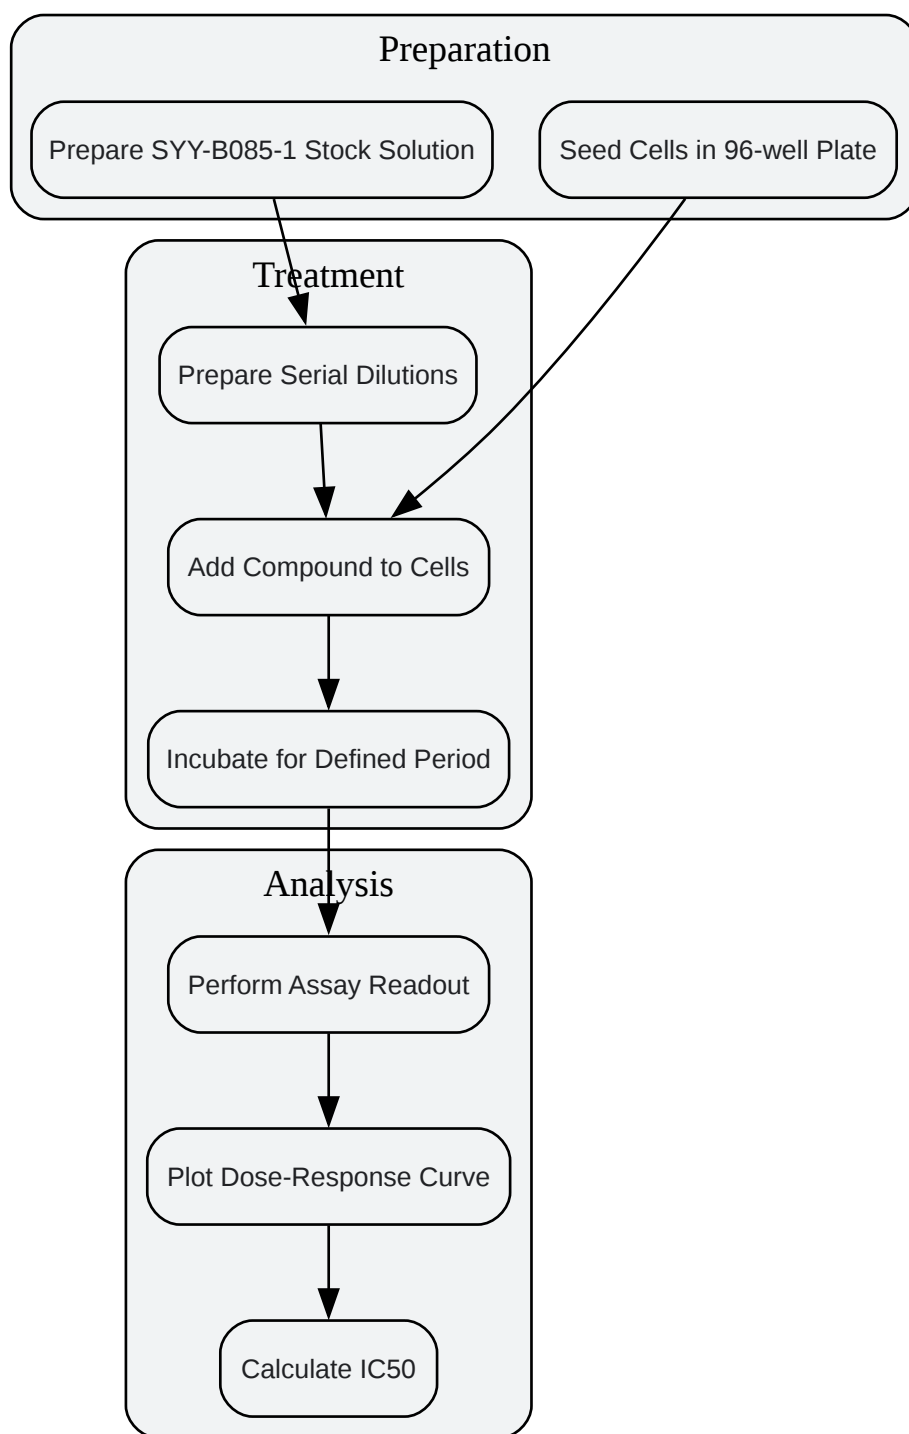 Preparation
Prepare SYY-B085-1 Stock Solution
Seed Cells in 96-well Plate
Treatment
Prepare Serial Dilutions
Add Compound to Cells
Incubate for Defined Period
Analysis
Perform Assay Readout
Plot Dose-Response Curve
Calculate IC50